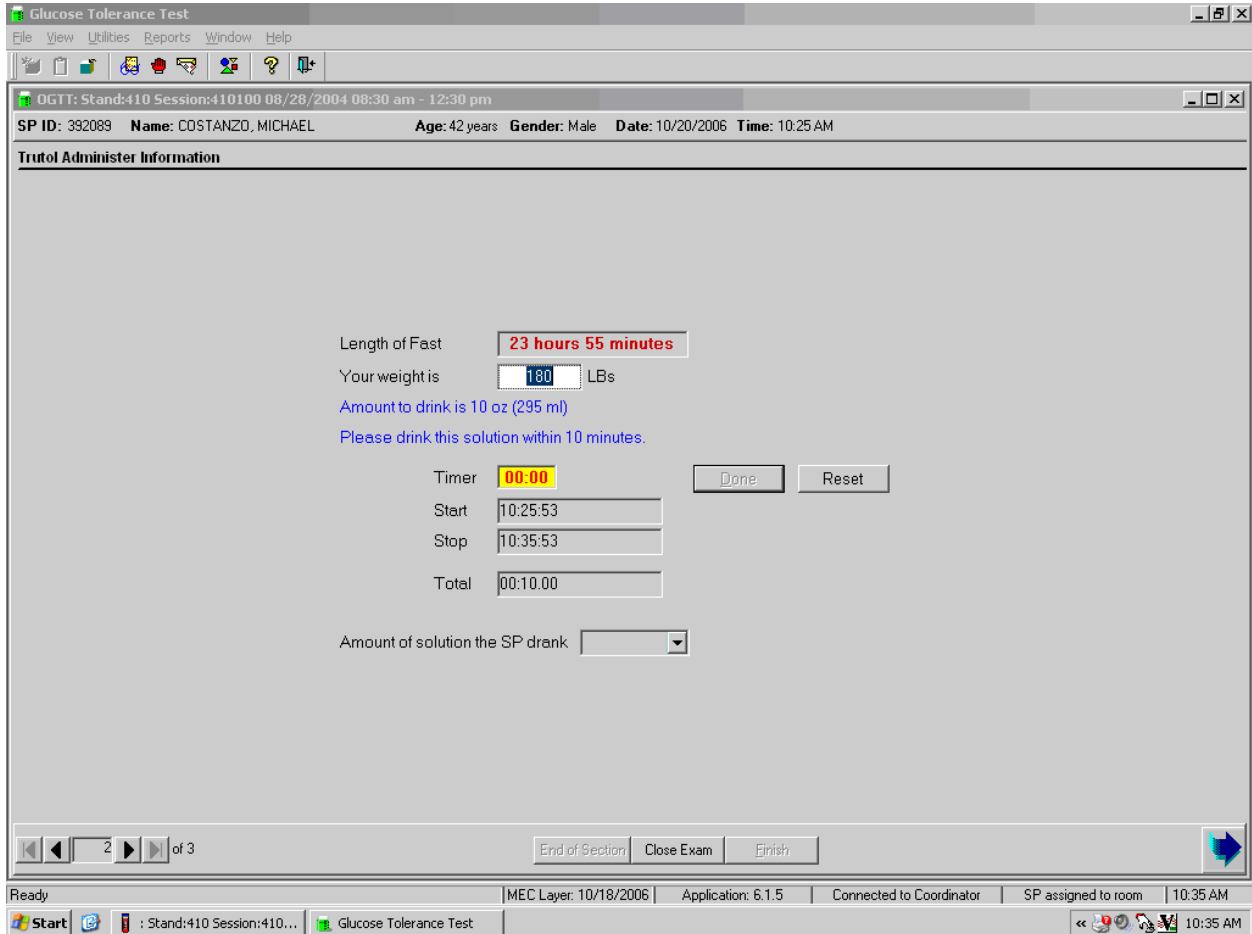 Glucose Tolerance Test
File View Utilities Reports Window Help
OGTT: Stand:410 Session:410100 08/28/2004 08:30 am - 12:30 pm
SP ID: 392089 Name: COSTANZO, MICHAEL Age: 42 years Gender: Male Date: 10/20/2006 Time: 10:25 AM
Trutol Administer Information
Length of Fast 23 hours 55 minutes
Your weight is 180 LBs
Amount to drink is 10 oz (295 ml)
Please drink this solution within 10 minutes.
Timer 00:00 Done Reset
Start 10:25:53
Stop 10:35:53
Total 00:10.00
Amount of solution the SP drank
2 of 3 End of Section Close Exam Finish
Ready MEC Layer: 10/18/2006 Application: 6.1.5 Connected to Coordinator SP assigned to room 10:35 AM
Start : Stand:410 Session:410... Glucose Tolerance Test « 10:35 AM